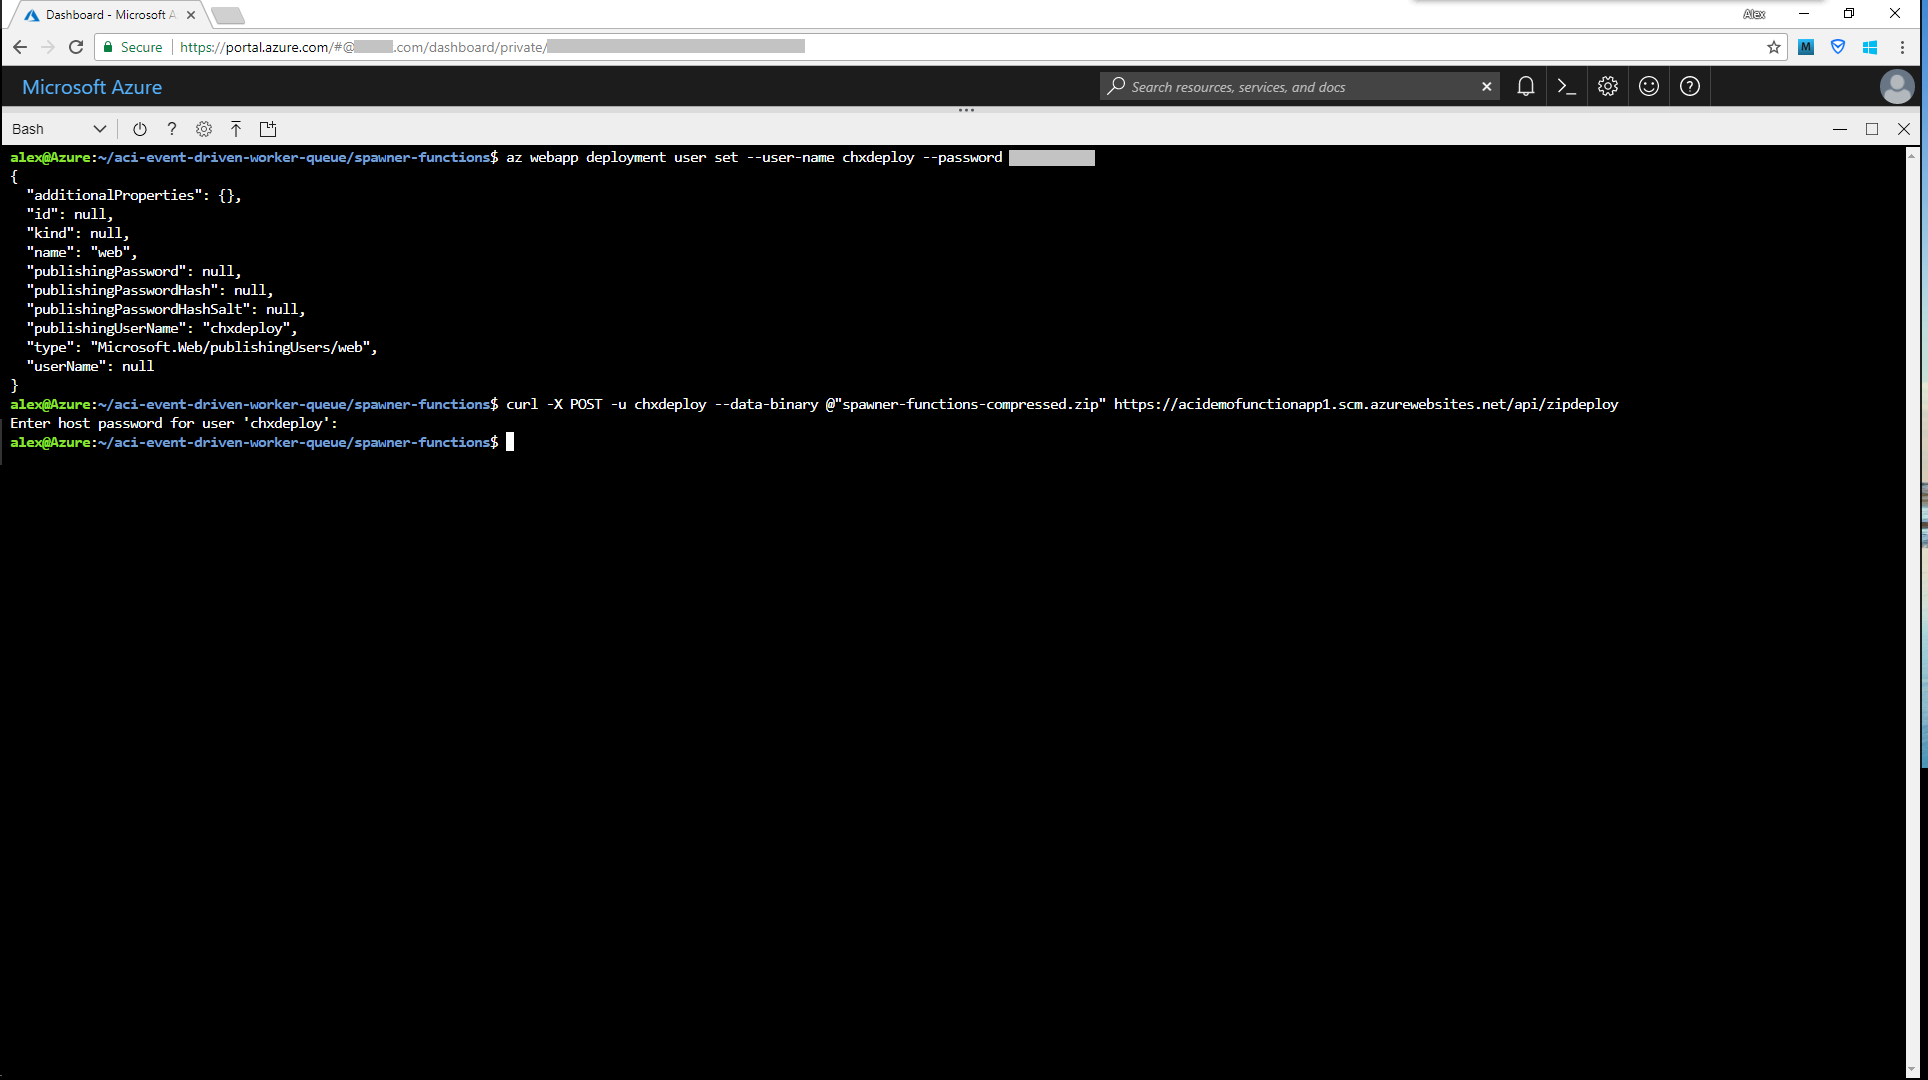 Dashboard - Microsoft A
Alex
Secure
https://portal.azure.com/#@ .com/dashboard/private/
M
Microsoft Azure
Search resources, services, and docs
Bash
alex@Azure:~/aci-event-driven-worker-queue/spawner-functions$ az webapp deployment user set --user-name chxdeploy --password
{
"additionalProperties": {},
"id": null,
"kind": null,
"name": "web",
"publishingPassword": null,
"publishingPasswordHash": null,
"publishingPasswordHashSalt": null,
"publishingUserName": "chxdeploy",
"type": "Microsoft.Web/publishingUsers/web",
"userName": null
}
alex@Azure:~/aci-event-driven-worker-queue/spawner-functions$ curl -X POST -u chxdeploy --data-binary @"spawner-functions-compressed.zip" https://acidemofunctionapp1.scm.azurewebsites.net/api/zipdeploy
Enter host password for user 'chxdeploy':
alex@Azure:~/aci-event-driven-worker-queue/spawner-functions$